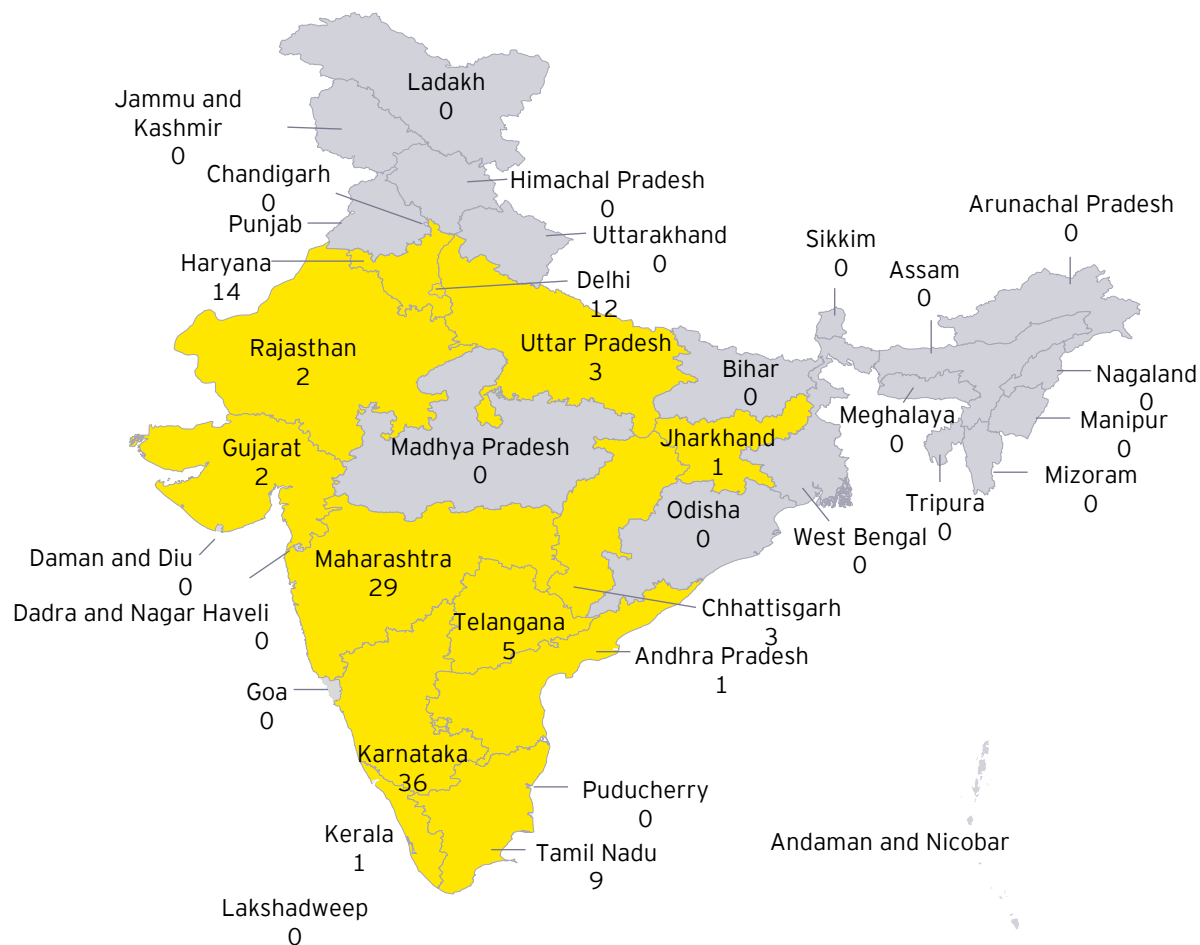 Ladakh
0
Jammu and
Kashmir
0
Chandigarh
0
Himachal Pradesh
0
Punjab
Uttarakhand
0
Haryana
14
Delhi
12
Arunachal Pradesh
0
Sikkim
0
Assam
0
Rajasthan
2
Uttar Pradesh
3
Bihar
0
Nagaland
0
Meghalaya
0
Manipur
0
Gujarat
2
Madhya Pradesh
0
Jharkhand
1
Mizoram
0
Tripura
0
Odisha
0
West Bengal
0
Daman and Diu
0
Maharashtra
29
Dadra and Nagar Haveli
0
Chhattisgarh
3
Telangana
5
Andhra Pradesh
1
Goa
0
Karnataka
36
Puducherry
0
Kerala
1
Tamil Nadu
9
Andaman and Nicobar
Lakshadweep
0